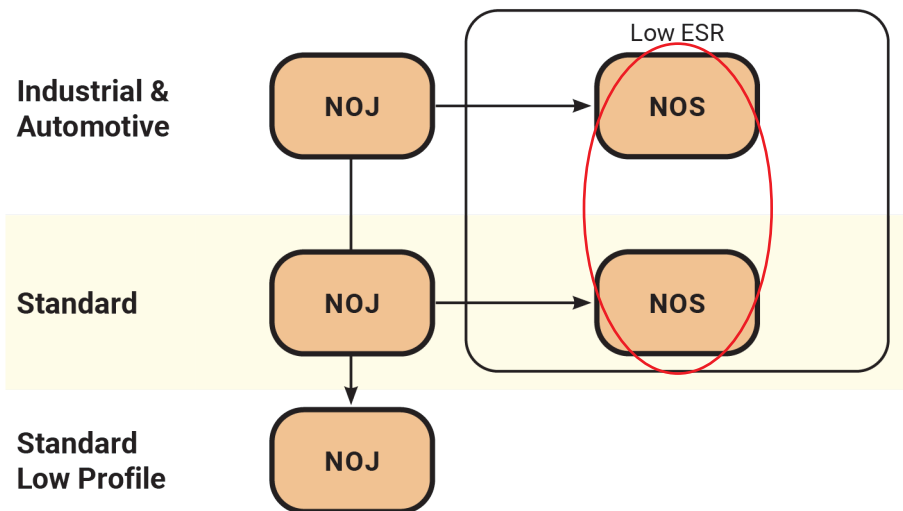 Low ESR
Industrial &
Automotive
NOJ
NOS
Standard
NOJ
NOS
Standard
Low Profile
NOJ